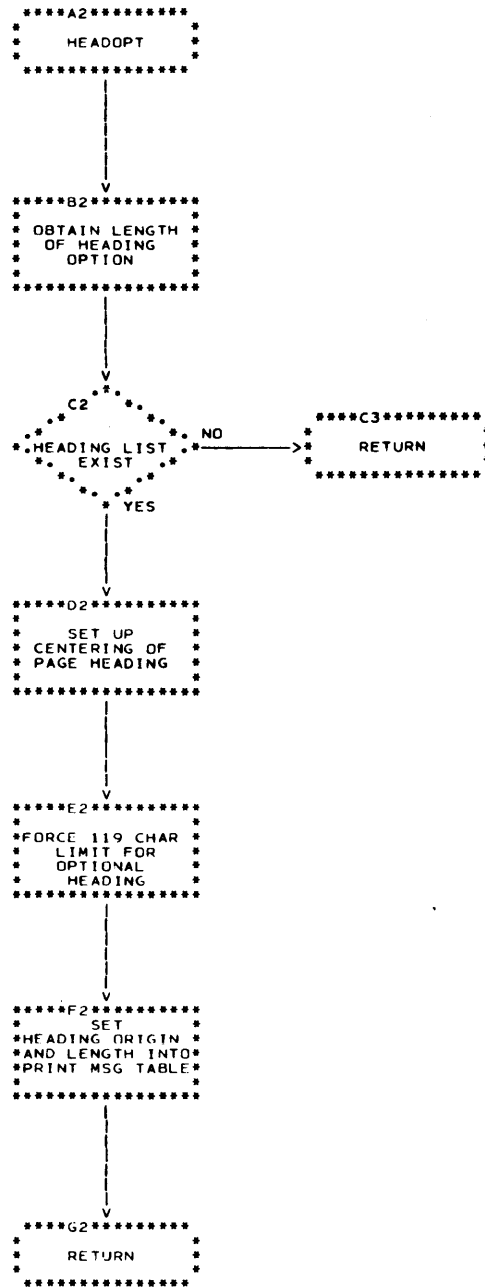 A2
HEADOPT
B2
OBTAIN LENGTH
OF HEADING
OPTION
C2
HEADING LIST
EXIST
NO
YES
C3
RETURN
D2
SET UP
CENTERING OF
PAGE HEADING
E2
FORCE 119 CHAR
LIMIT FOR
OPTIONAL
HEADING
F2
SET
HEADING ORIGIN
AND LENGTH INTO
PRINT MSG TABLE
G2
RETURN